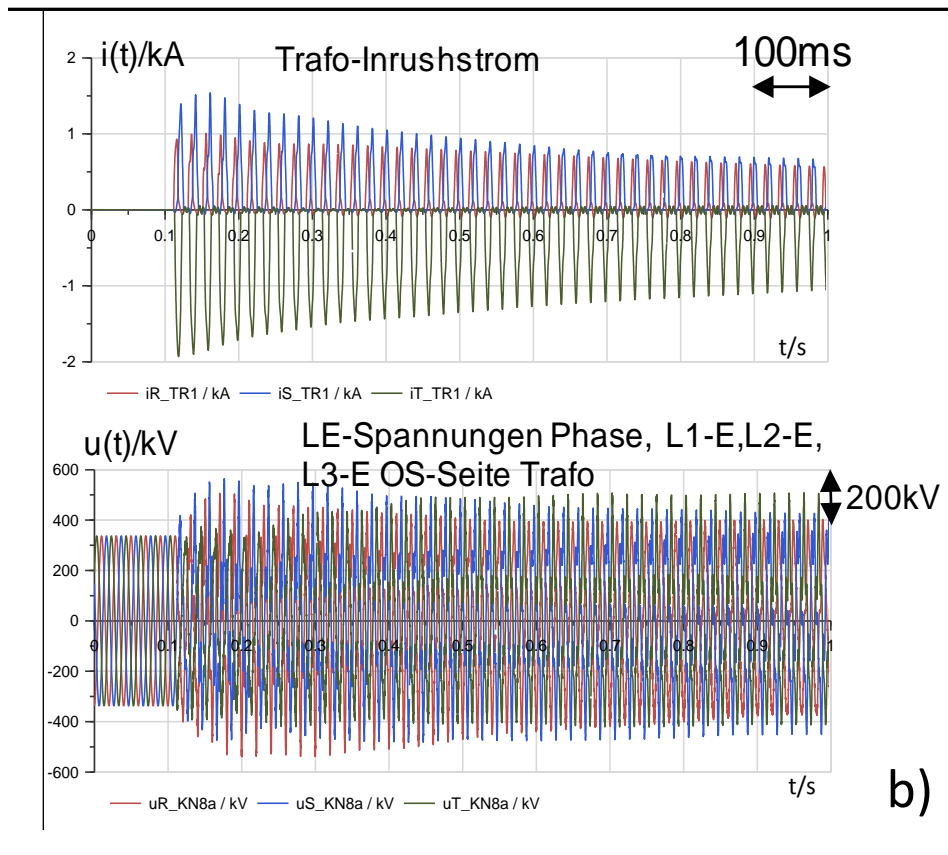 i(t)/kA
Trafo-Inrushstrom
100ms
2
1
0
0 0.1 0.2 0.3 0.4 0.5 0.6 0.7 0.8 0.9 1
-1
-2
t/s
iR_TR1 / kA iS_TR1 / kA iT_TR1 / kA
u(t)/kV
LE-Spannungen Phase, L1-E,L2-E,
L3-E OS-Seite Trafo
200kV
600
400
200
0
0 0.1 0.2 0.3 0.4 0.5 0.6 0.7 0.8 0.9 1
-200
-400
-600
t/s
uR_KN8a / kV uS_KN8a / kV uT_KN8a / kV
b)